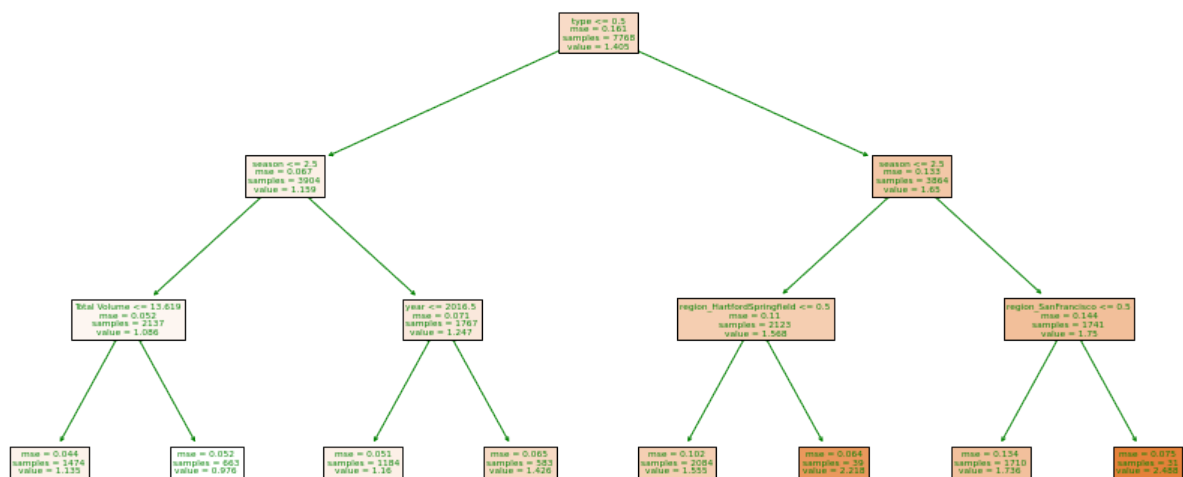 type <= 0.5
mse = 0.161
samples = 7768
value = 1.405
season <= 2.5
mse = 0.067
samples = 3904
value = 1.159
season <= 2.5
mse = 0.133
samples = 3864
value = 1.65
Total Volume <= 13.619
mse = 0.052
samples = 2137
value = 1.086
year <= 2016.5
mse = 0.071
samples = 1767
value = 1.247
region_HartfordSpringfield <= 0.5
mse = 0.11
samples = 2123
value = 1.568
region_SanFrancisco <= 0.5
mse = 0.144
samples = 1741
value = 1.75
mse = 0.044
samples = 1474
value = 1.135
mse = 0.052
samples = 663
value = 0.976
mse = 0.051
samples = 1184
value = 1.16
mse = 0.065
samples = 583
value = 1.426
mse = 0.102
samples = 2084
value = 1.555
mse = 0.064
samples = 39
value = 2.218
mse = 0.134
samples = 1710
value = 1.736
mse = 0.075
samples = 31
value = 2.488